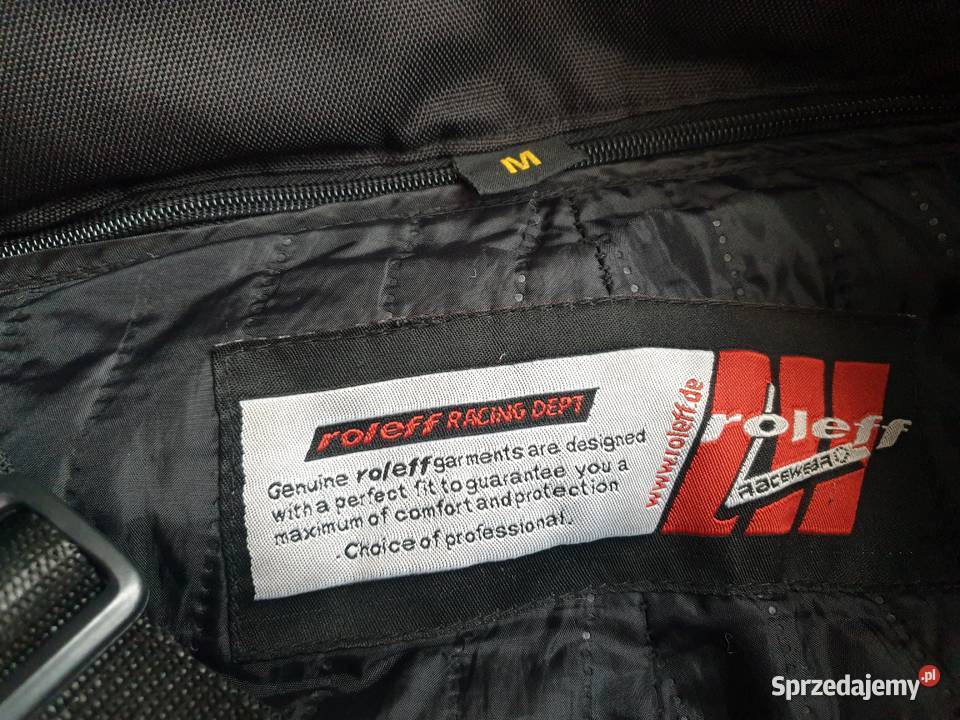 M
roleff RACING DEPT
Genuine roleff garments are designed
with a perfect fit to guarantee you a
maximum of comfort and protection
.Choice of professional.
www.roleff.de
roleff
RACEWEAR
Sprzedajemy.pl